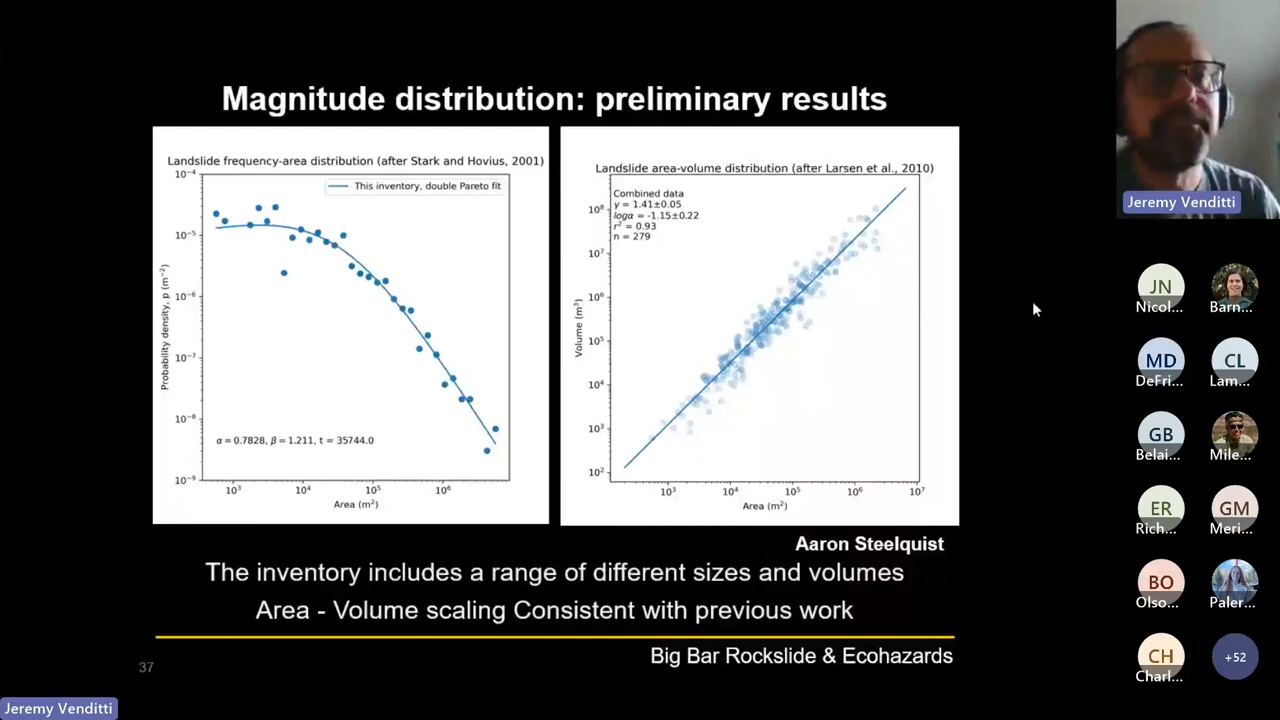 Magnitude distribution: preliminary results
Landslide frequency-area distribution (after Stark and Hovius, 2001)
This inventory, double Pareto fit
10⁻⁴
10⁻⁵
10⁻⁶
10⁻⁷
10⁻⁸
10⁻⁹
Probability density, p (m⁻²)
α = 0.7828, β = 1.211, t = 35744.0
10³ 10⁴ 10⁵ 10⁶
Area (m²)
Landslide area-volume distribution (after Larsen et al., 2010)
Combined data
γ = 1.41±0.05
logα = -1.15±0.22
r² = 0.93
n = 279
10⁸
10⁷
10⁶
10⁵
10⁴
10³
10²
Volume (m³)
10³ 10⁴ 10⁵ 10⁶ 10⁷
Area (m²)
Aaron Steelquist
The inventory includes a range of different sizes and volumes
Area - Volume scaling Consistent with previous work
Big Bar Rockslide & Ecohazards
37
Jeremy Venditti
Jeremy Venditti
JN
Nicol... Barn...
MD CL
DeFri... Lam...
GB
Belai... Mile...
ER GM
Rich... Meri...
BO
Olso... Paler...
CH +52
Charl...